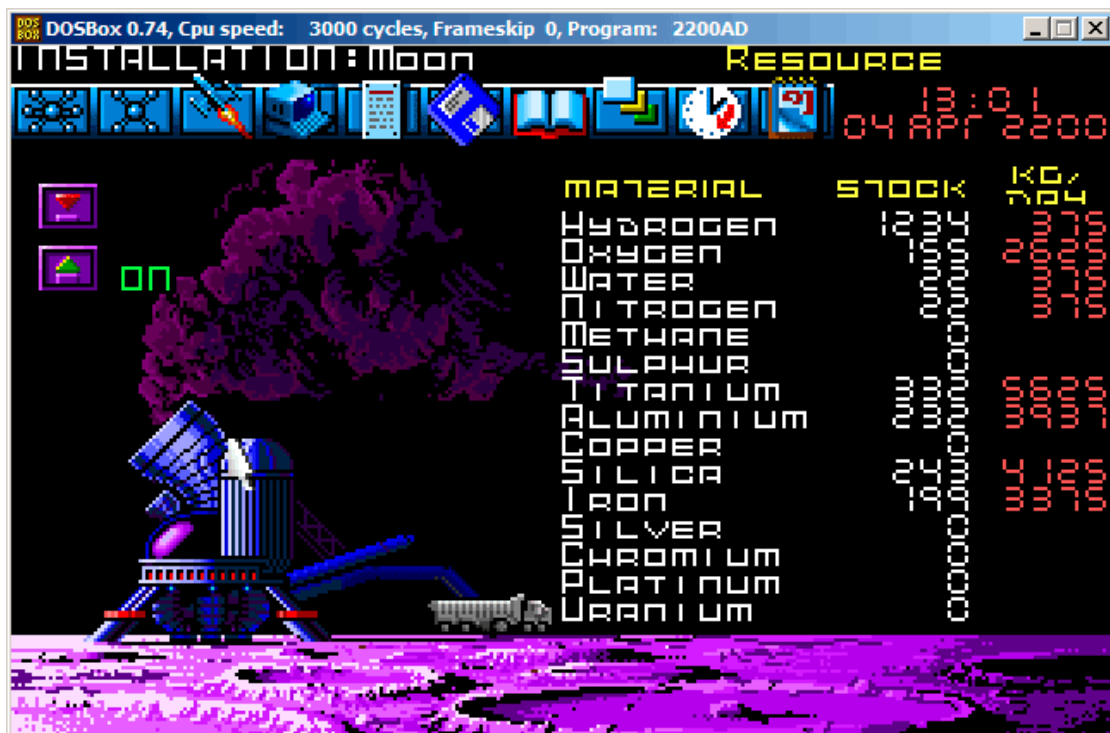 DOSBox 0.74, Cpu speed: 3000 cycles, Frameskip 0, Program: 2200AD
INSTALLATION:Moon Resource
13:01
04 Apr 2200
ON
Material Stock KG/DAY
Hydrogen 1234 375
Oxygen 155 2625
Water 22 375
Nitrogen 22 375
Methane 0
Sulphur 0
Titanium 332 5625
Aluminium 232 3937
Copper 0
Silica 243 4125
Iron 199 3375
Silver 0
Chromium 0
Platinum 0
Uranium 0